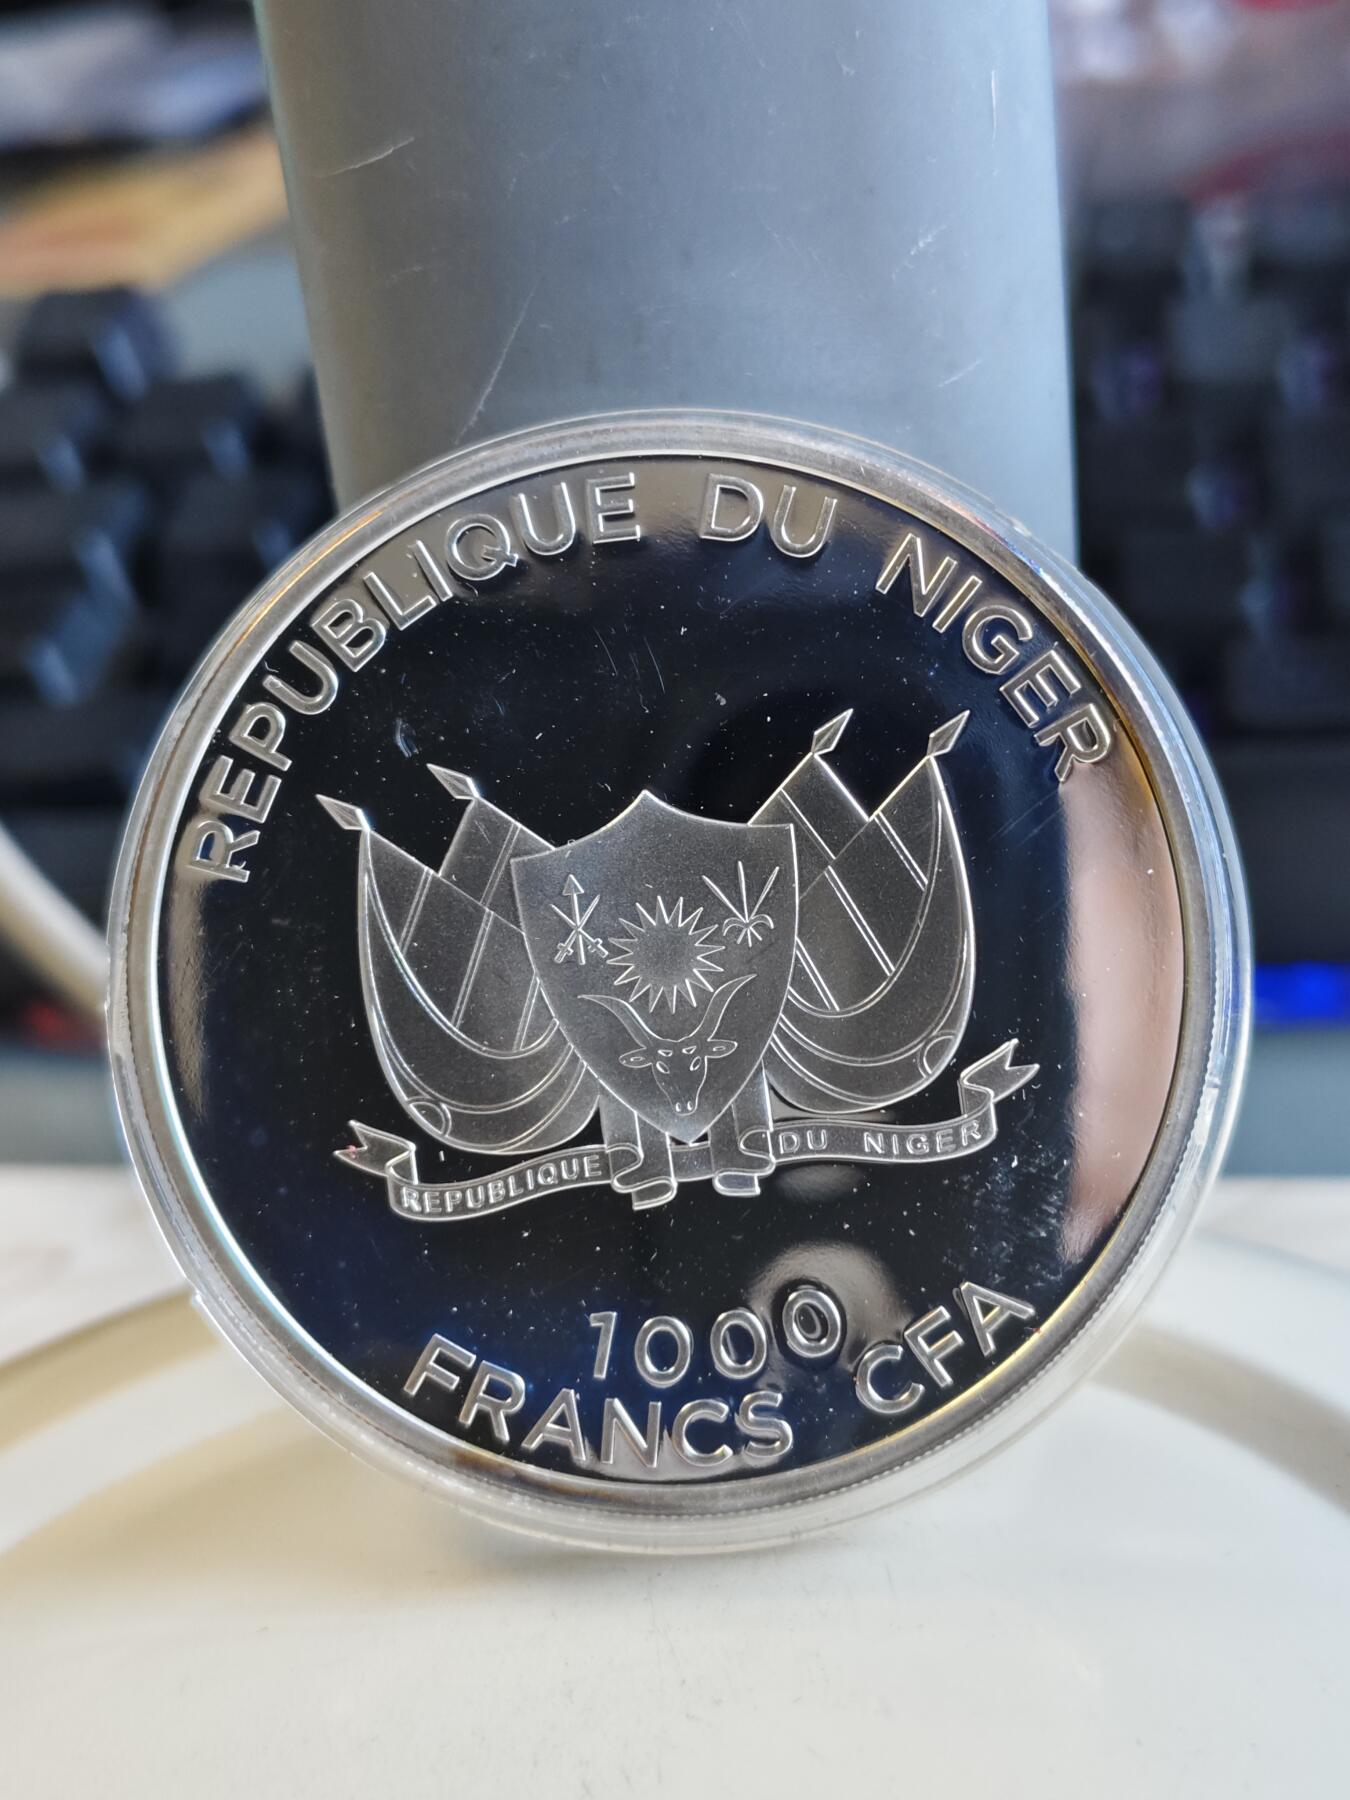 REPUBLIQUE DU NIGER
REPUBLIQUE DU NIGER
1000
FRANCS CFA